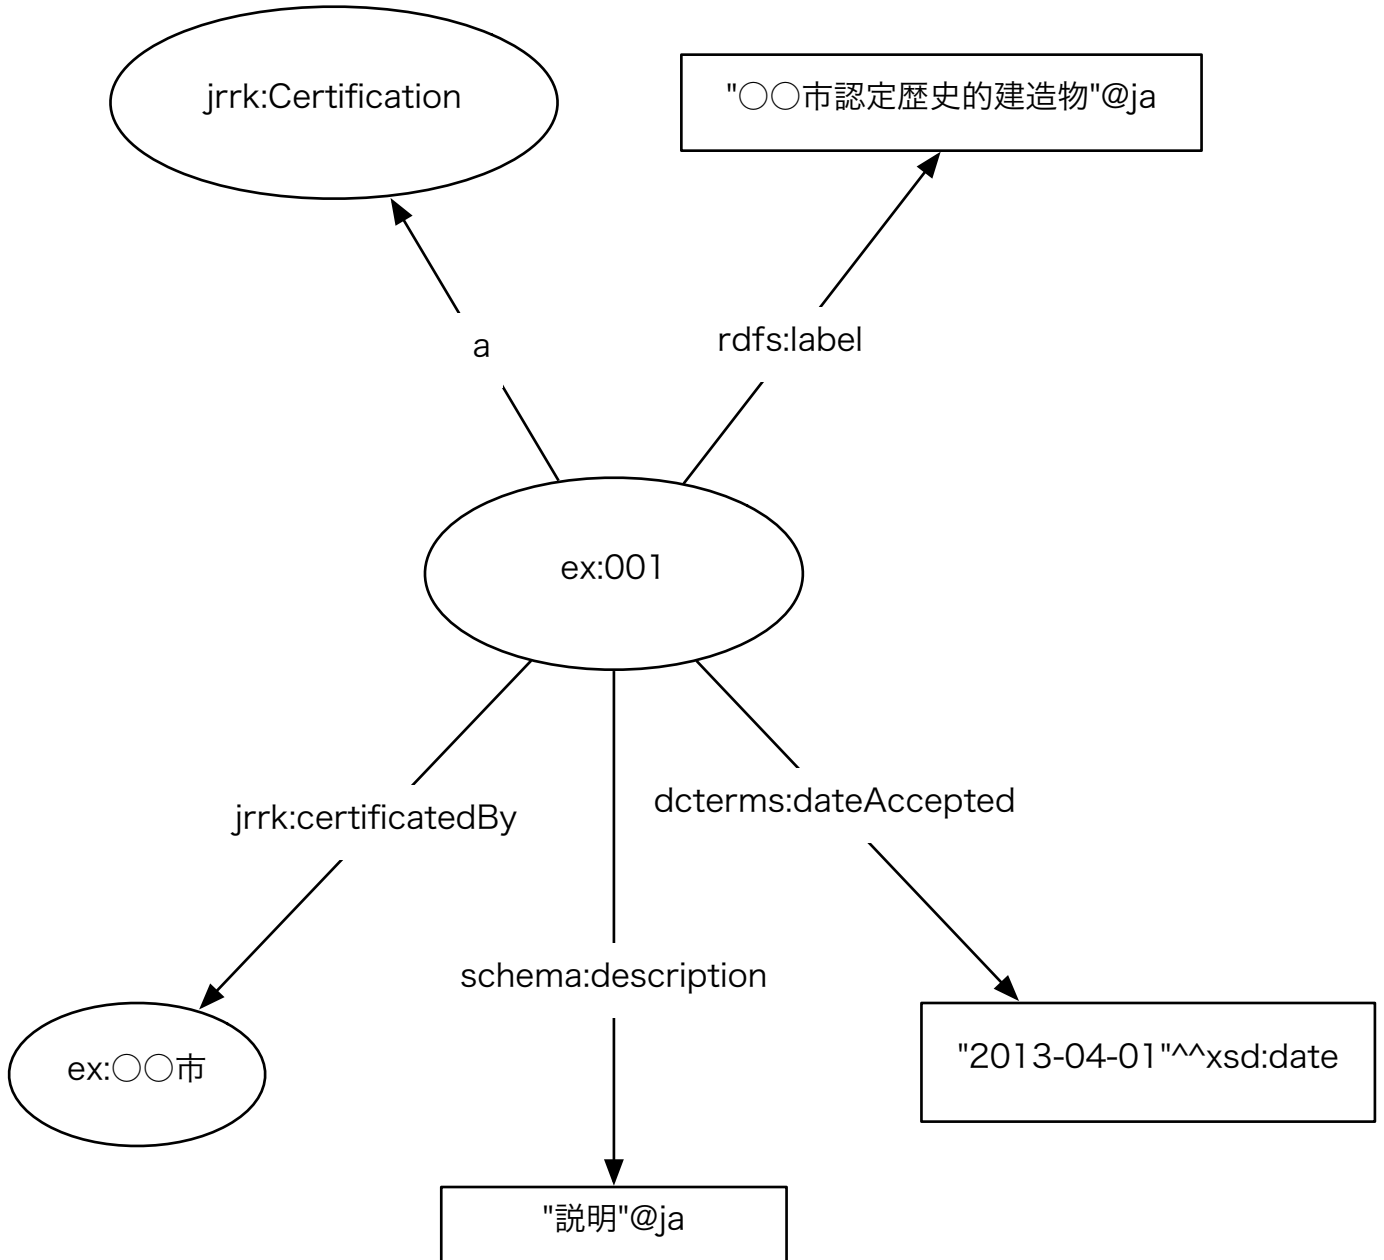 jrrk:Certification
"○○市認定歴史的建造物"@ja
a
rdfs:label
ex:001
jrrk:certificatedBy
dcterms:dateAccepted
schema:description
ex:○○市
"2013-04-01"^^xsd:date
"説明"@ja